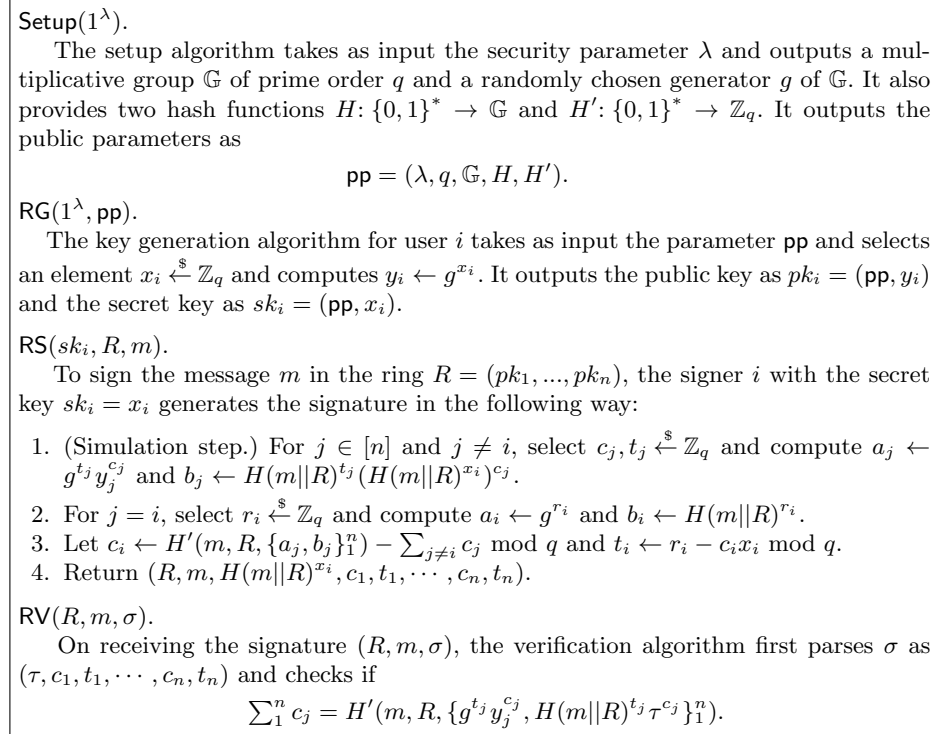 Setup(1^λ).
The setup algorithm takes as input the security parameter λ and outputs a mul-
tiplicative group 𝔾 of prime order q and a randomly chosen generator g of 𝔾. It also
provides two hash functions H: {0, 1}^* → 𝔾 and H′: {0, 1}^* → ℤ_q. It outputs the
public parameters as
pp = (λ, q, 𝔾, H, H′).
RG(1^λ, pp).
The key generation algorithm for user i takes as input the parameter pp and selects
an element x_i ←$ ℤ_q and computes y_i ← g^{x_i}. It outputs the public key as pk_i = (pp, y_i)
and the secret key as sk_i = (pp, x_i).
RS(sk_i, R, m).
To sign the message m in the ring R = (pk_1, ..., pk_n), the signer i with the secret
key sk_i = x_i generates the signature in the following way:
1. (Simulation step.) For j ∈ [n] and j ≠ i, select c_j, t_j ←$ ℤ_q and compute a_j ←
g^{t_j} y_j^{c_j} and b_j ← H(m||R)^{t_j} (H(m||R)^{x_i})^{c_j}.
2. For j = i, select r_i ←$ ℤ_q and compute a_i ← g^{r_i} and b_i ← H(m||R)^{r_i}.
3. Let c_i ← H′(m, R, {a_j, b_j}_1^n) − ∑_{j≠i} c_j mod q and t_i ← r_i − c_i x_i mod q.
4. Return (R, m, H(m||R)^{x_i}, c_1, t_1, ⋯ , c_n, t_n).
RV(R, m, σ).
On receiving the signature (R, m, σ), the verification algorithm first parses σ as
(τ, c_1, t_1, ⋯ , c_n, t_n) and checks if
∑_1^n c_j = H′(m, R, {g^{t_j} y_j^{c_j}, H(m||R)^{t_j} τ^{c_j}}_1^n).